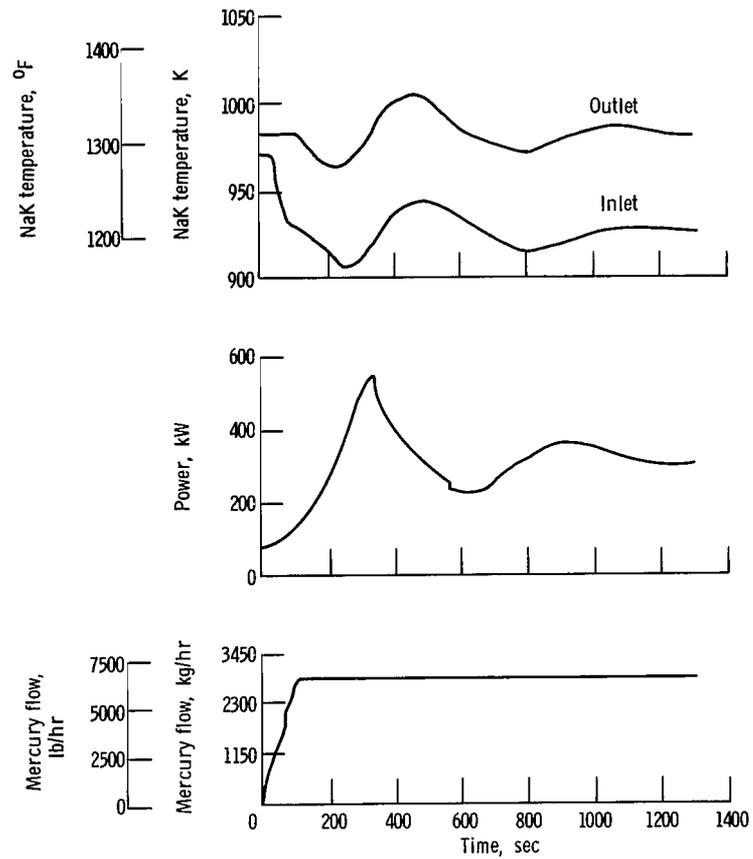 NaK temperature, °F
1400
1300
1200
NaK temperature, K
1050
1000
950
900
Outlet
Inlet
Power, kW
600
400
200
0
Mercury flow,
lb/hr
7500
5000
2500
0
Mercury flow, kg/hr
3450
2300
1150
0 200 400 600 800 1000 1200 1400
Time, sec